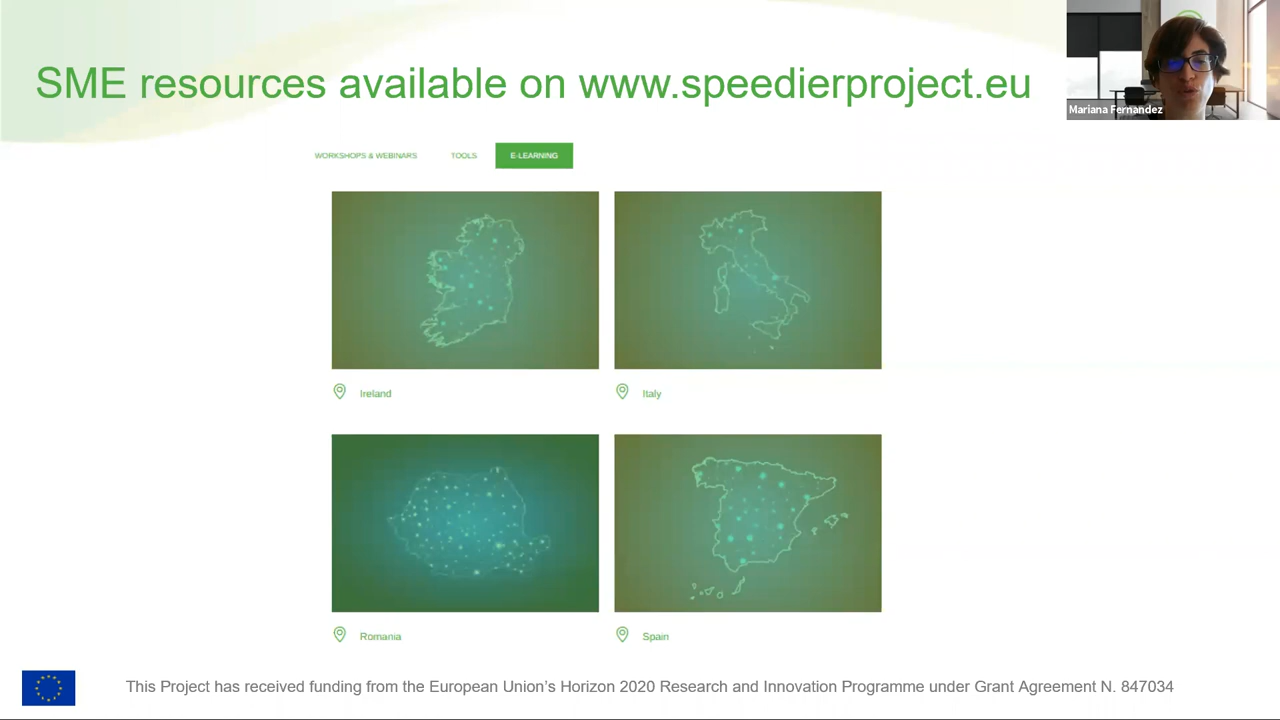 SME resources available on www.speedierproject.eu
Mariana Fernandez
WORKSHOPS & WEBINARS TOOLS E-LEARNING
Ireland Italy
Romania Spain
This Project has received funding from the European Union’s Horizon 2020 Research and Innovation Programme under Grant Agreement N. 847034